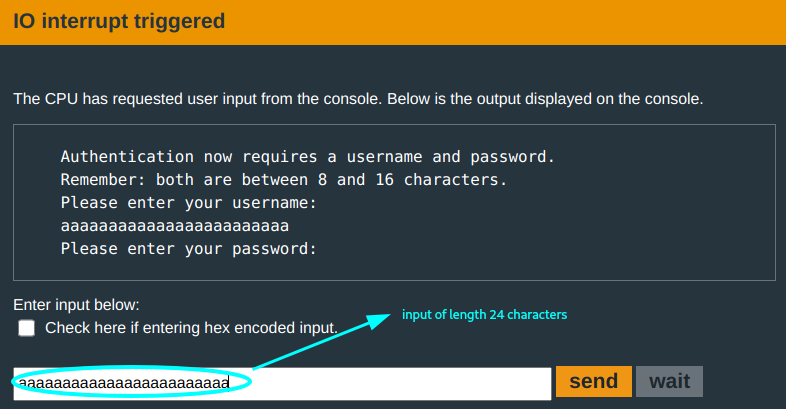 IO interrupt triggered
The CPU has requested user input from the console. Below is the output displayed on the console.
Authentication now requires a username and password.
Remember: both are between 8 and 16 characters.
Please enter your username:
aaaaaaaaaaaaaaaaaaaaaaaa
Please enter your password:
Enter input below:
Check here if entering hex encoded input.
input of length 24 characters
aaaaaaaaaaaaaaaaaaaaaaaa
send
wait